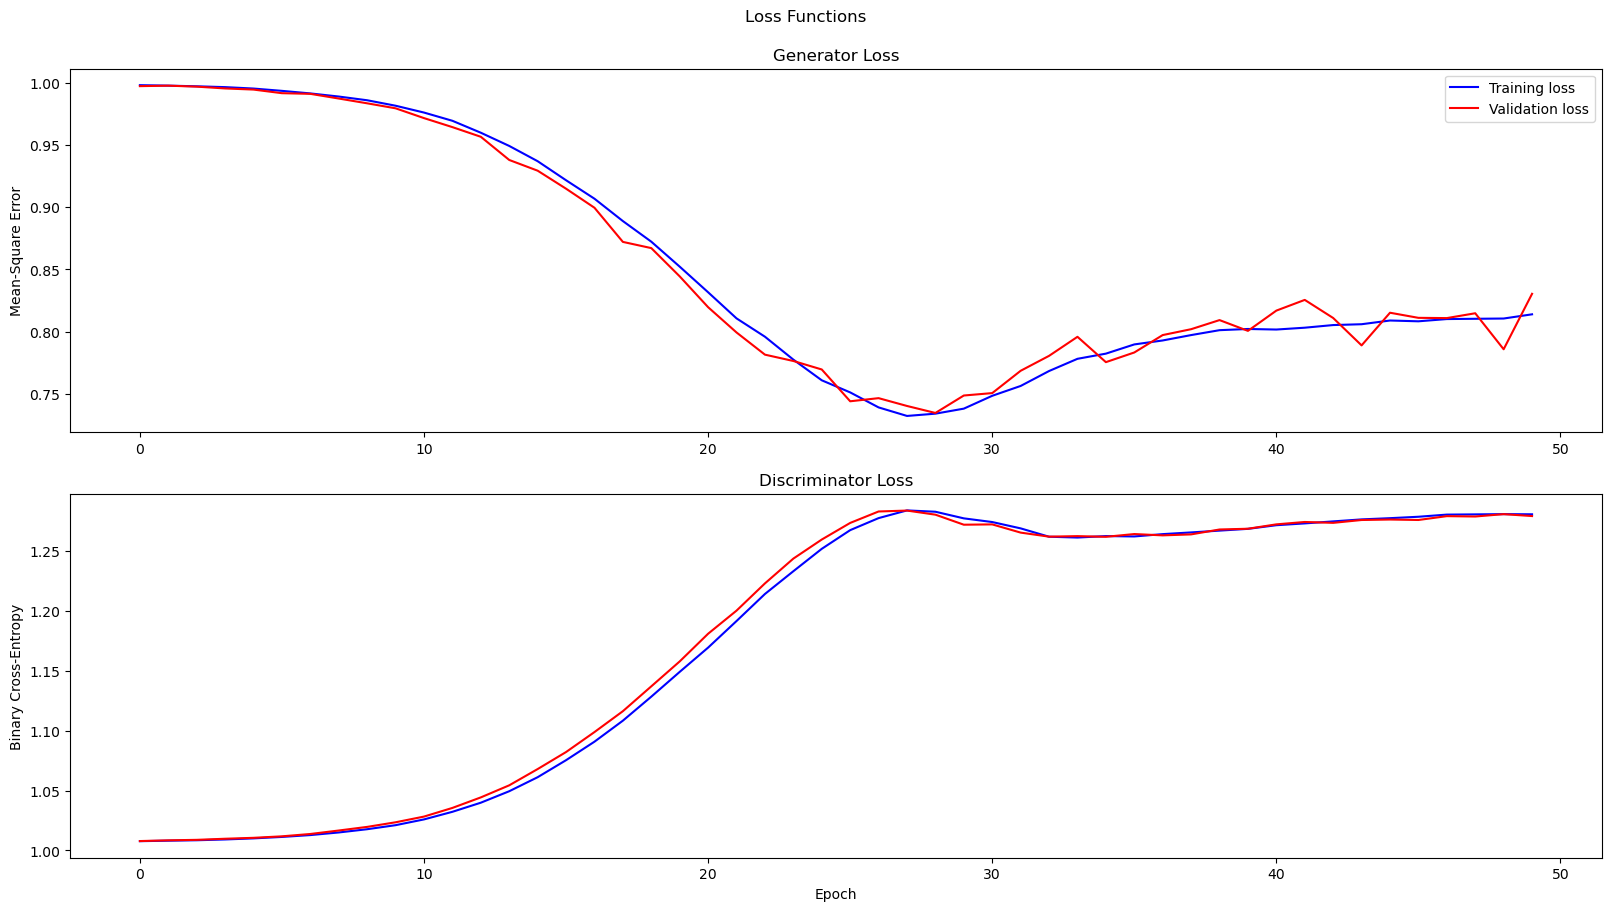 Loss Functions
Generator Loss
Mean-Square Error
1.00
0.95
0.90
0.85
0.80
0.75
Training loss
Validation loss
0 10 20 30 40 50
Discriminator Loss
Binary Cross-Entropy
1.25
1.20
1.15
1.10
1.05
1.00
0 10 20 30 40 50
Epoch